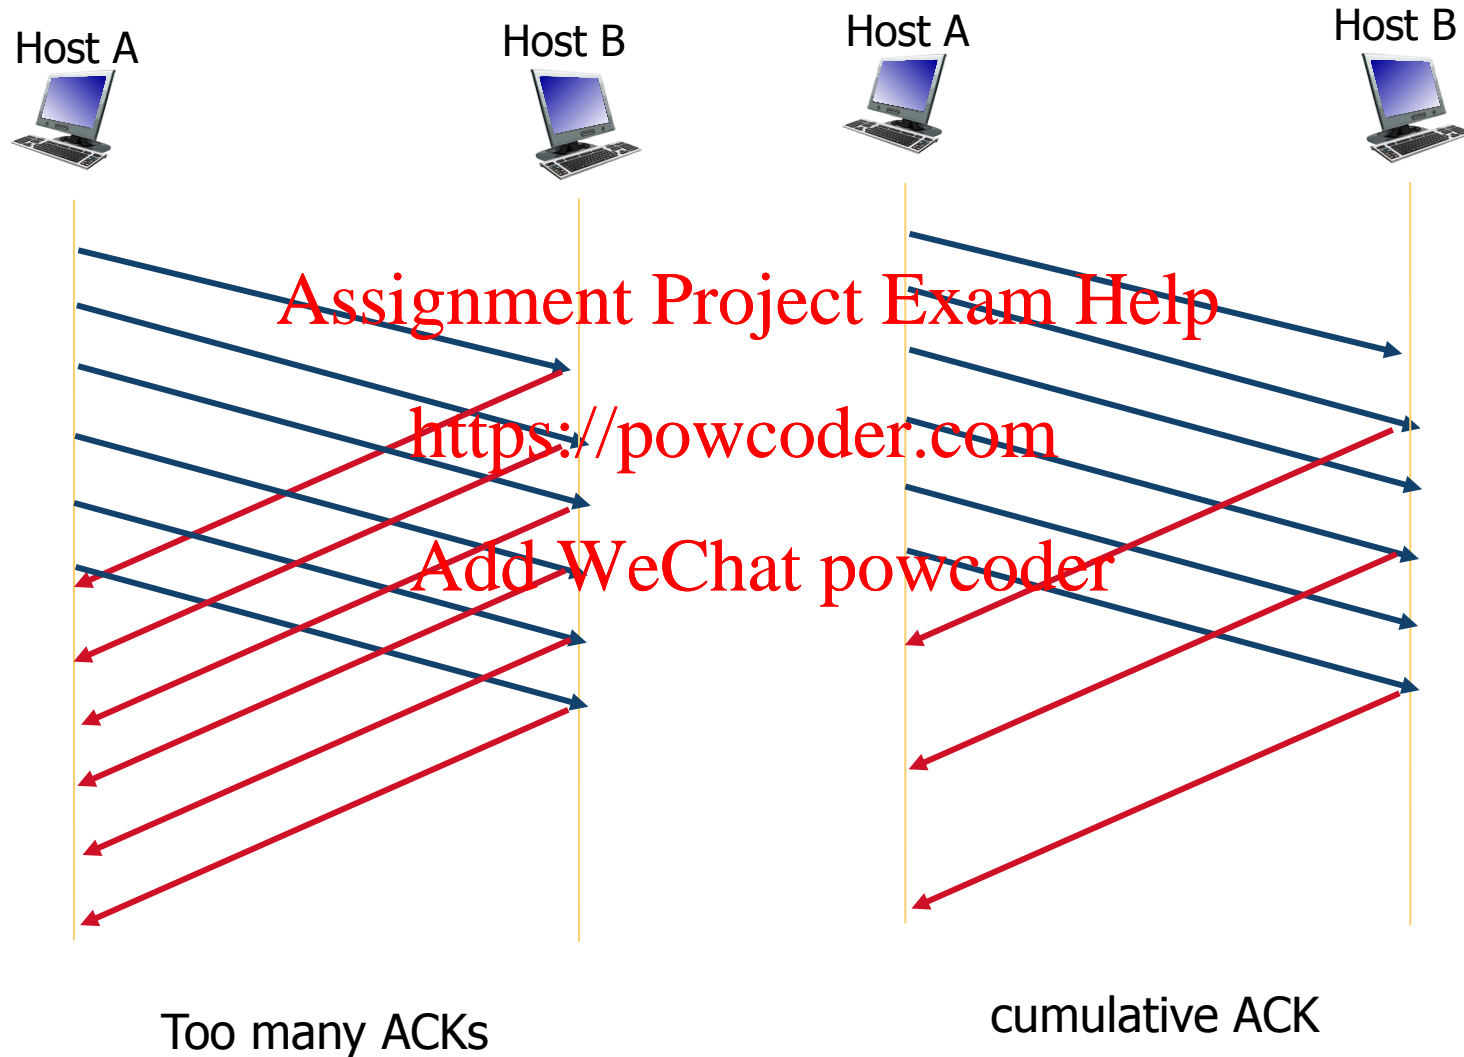 Host A
Host B
Host A
Host B
Assignment Project Exam Help
https://powcoder.com
Add WeChat powcoder
Too many ACKs
cumulative ACK